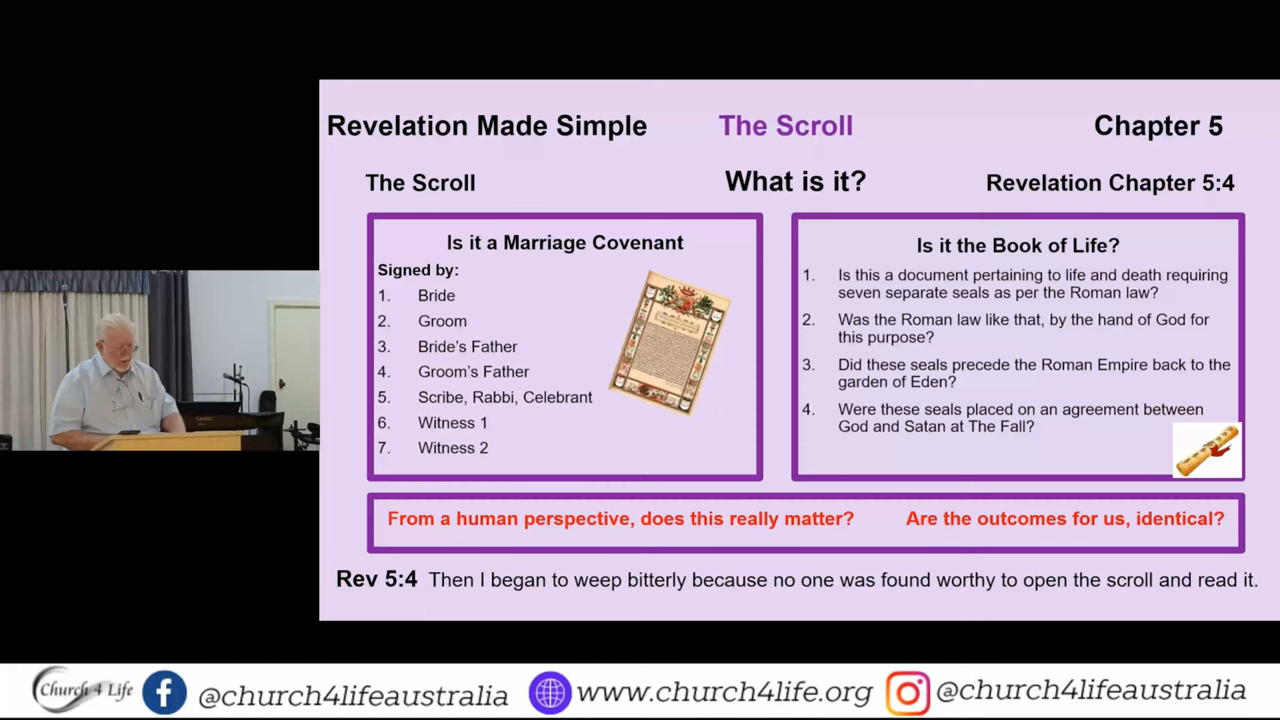 Revelation Made Simple The Scroll Chapter 5
The Scroll What is it? Revelation Chapter 5:4
Is it a Marriage Covenant
Signed by:
1. Bride
2. Groom
3. Bride's Father
4. Groom's Father
5. Scribe, Rabbi, Celebrant
6. Witness 1
7. Witness 2
Is it the Book of Life?
1. Is this a document pertaining to life and death requiring
seven separate seals as per the Roman law?
2. Was the Roman law like that, by the hand of God for
this purpose?
3. Did these seals precede the Roman Empire back to the
garden of Eden?
4. Were these seals placed on an agreement between
God and Satan at The Fall?
From a human perspective, does this really matter? Are the outcomes for us, identical?
Rev 5:4 Then I began to weep bitterly because no one was found worthy to open the scroll and read it.
Church 4 Life @church4lifeaustralia www.church4life.org @church4lifeaustralia